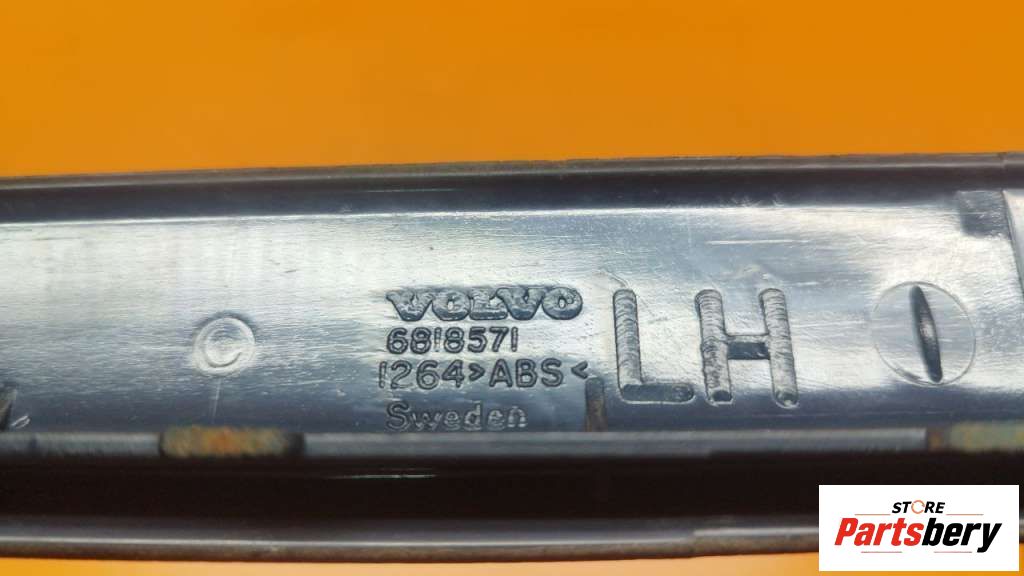 VOLVO
6818571
1264 >ABS<
Sweden
LH
C
STORE
Partsbery